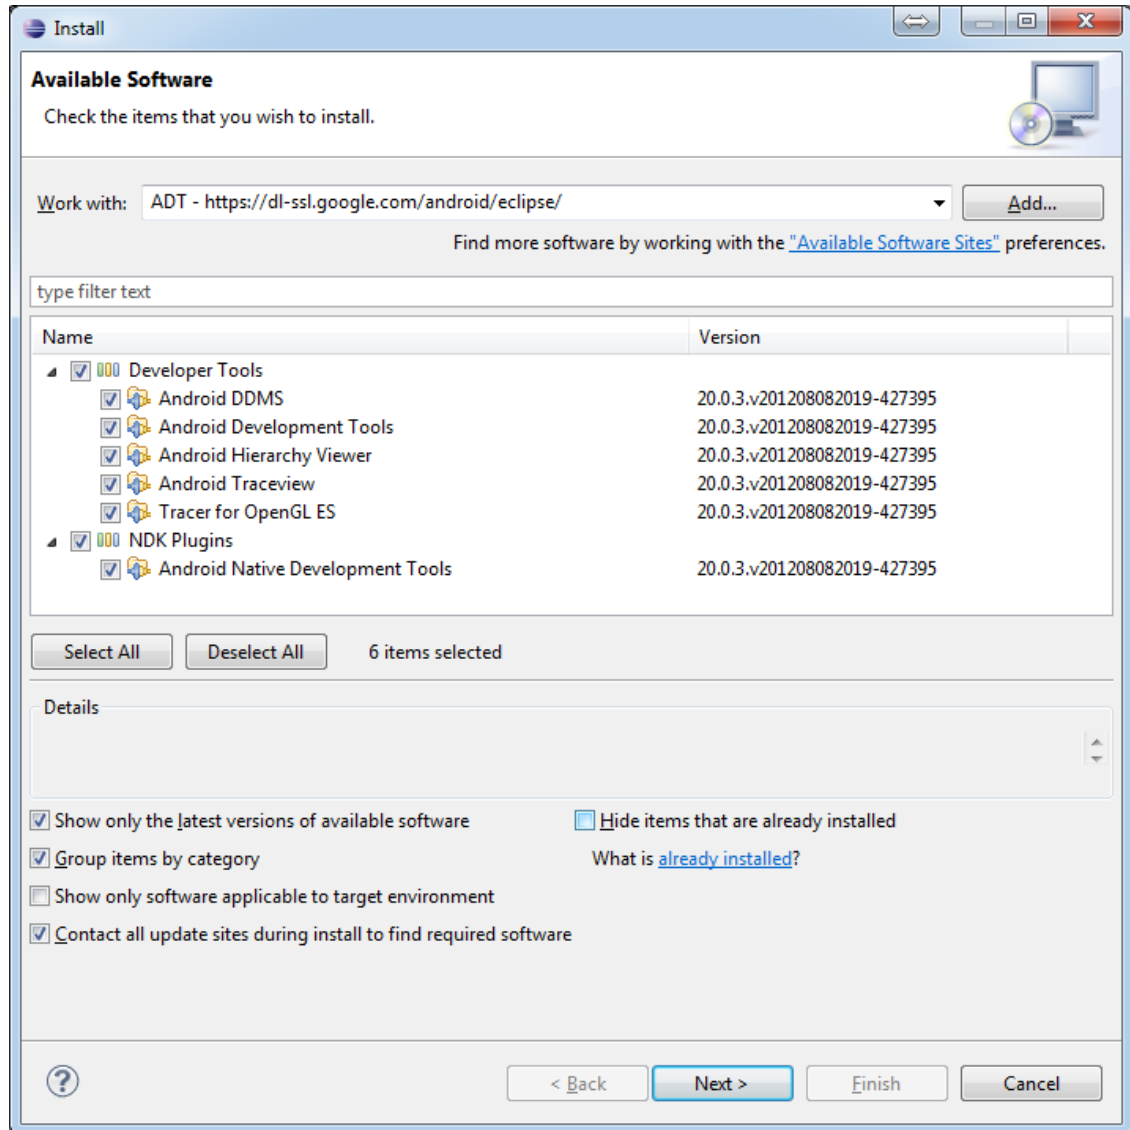 Install
Available Software
Check the items that you wish to install.
Work with: ADT - https://dl-ssl.google.com/android/eclipse/ Add...
Find more software by working with the "Available Software Sites" preferences.
type filter text
Name Version
Developer Tools
Android DDMS 20.0.3.v201208082019-427395
Android Development Tools 20.0.3.v201208082019-427395
Android Hierarchy Viewer 20.0.3.v201208082019-427395
Android Traceview 20.0.3.v201208082019-427395
Tracer for OpenGL ES 20.0.3.v201208082019-427395
NDK Plugins
Android Native Development Tools 20.0.3.v201208082019-427395
Select All Deselect All 6 items selected
Details
Show only the latest versions of available software Hide items that are already installed
Group items by category What is already installed?
Show only software applicable to target environment
Contact all update sites during install to find required software
? < Back Next > Finish Cancel